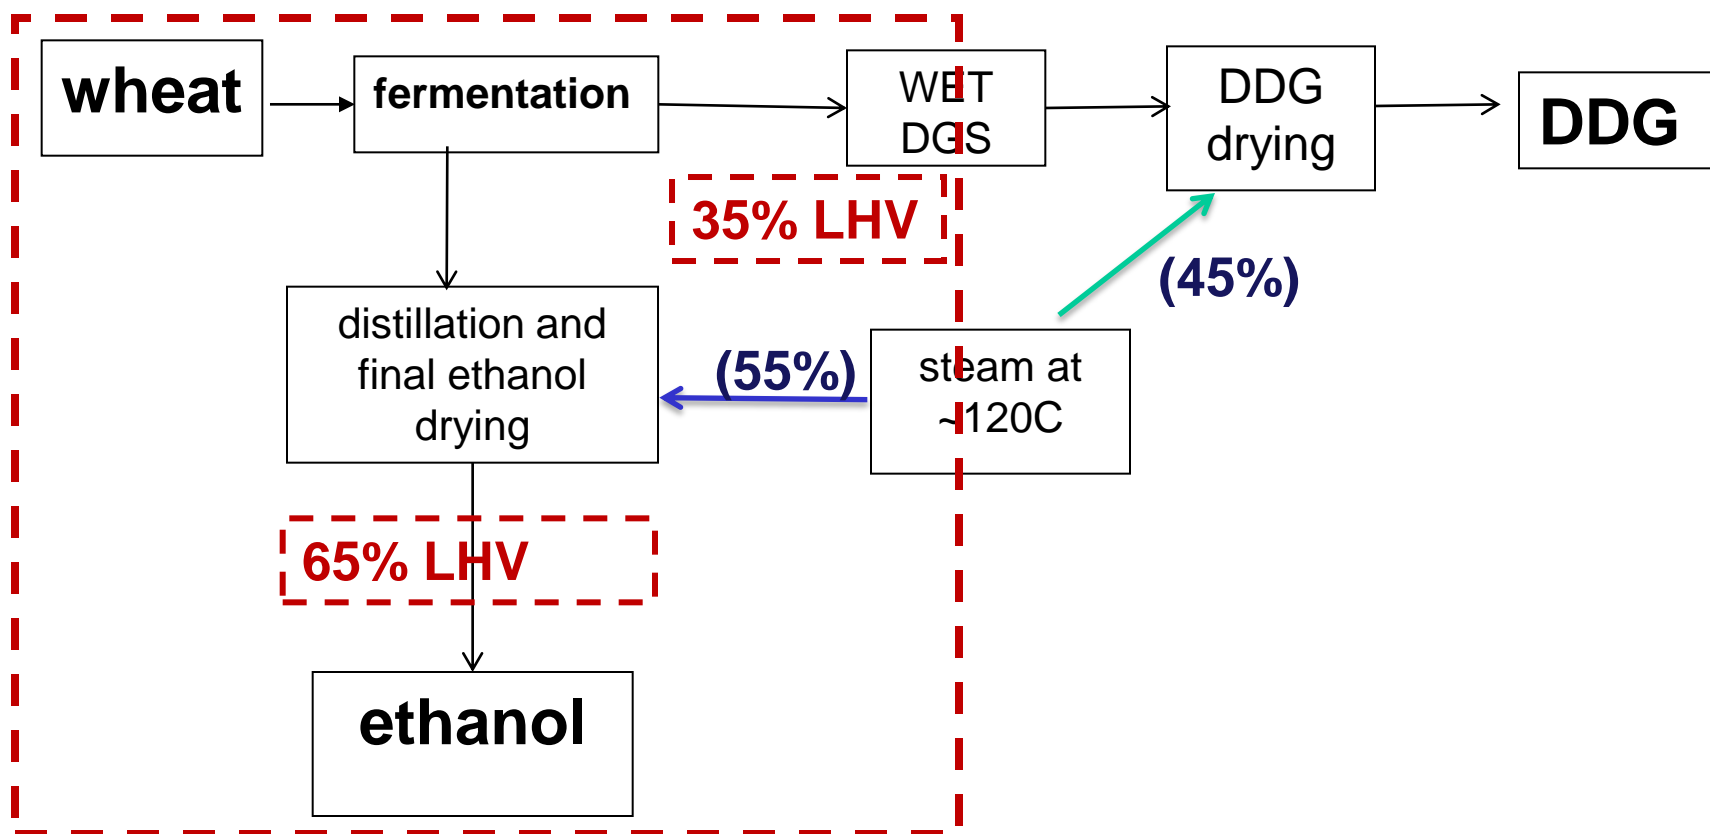 wheat
fermentation
WET
DGS
DDG
drying
DDG
35% LHV
(45%)
distillation and
final ethanol
drying
(55%)
steam at
~120C
65% LHV
ethanol